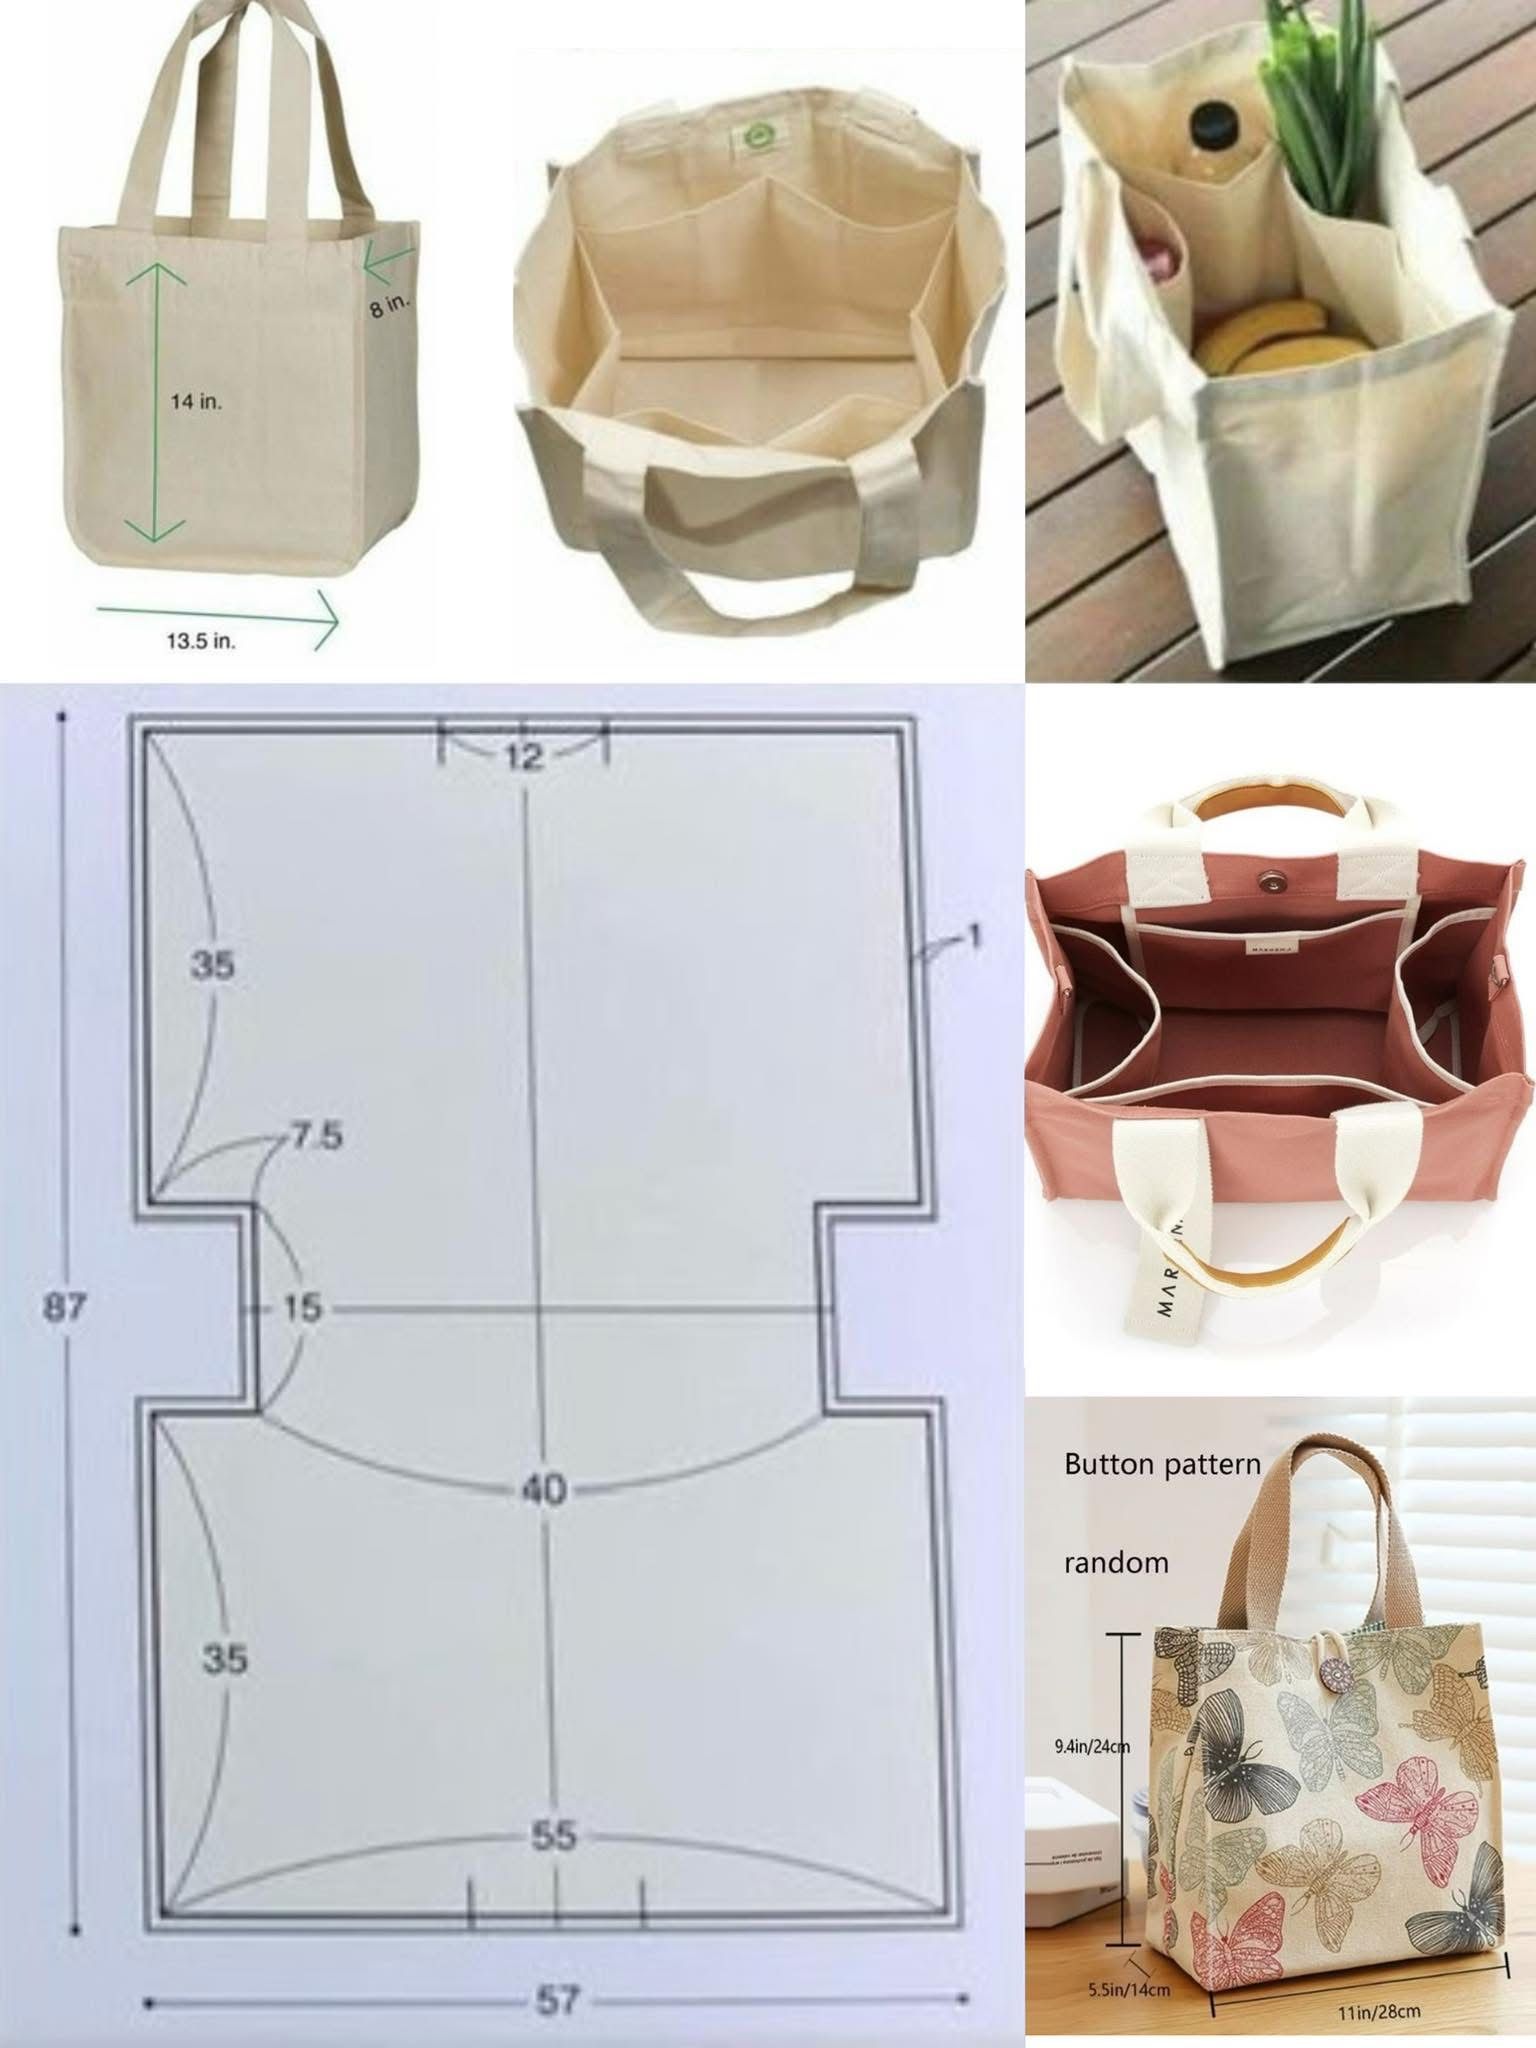 8 in.
14 in.
13.5 in.
12
35
1
7.5
87
15
40
35
55
57
MARHEN.J
Button pattern
random
9.4in/24cm
5.5in/14cm
11in/28cm